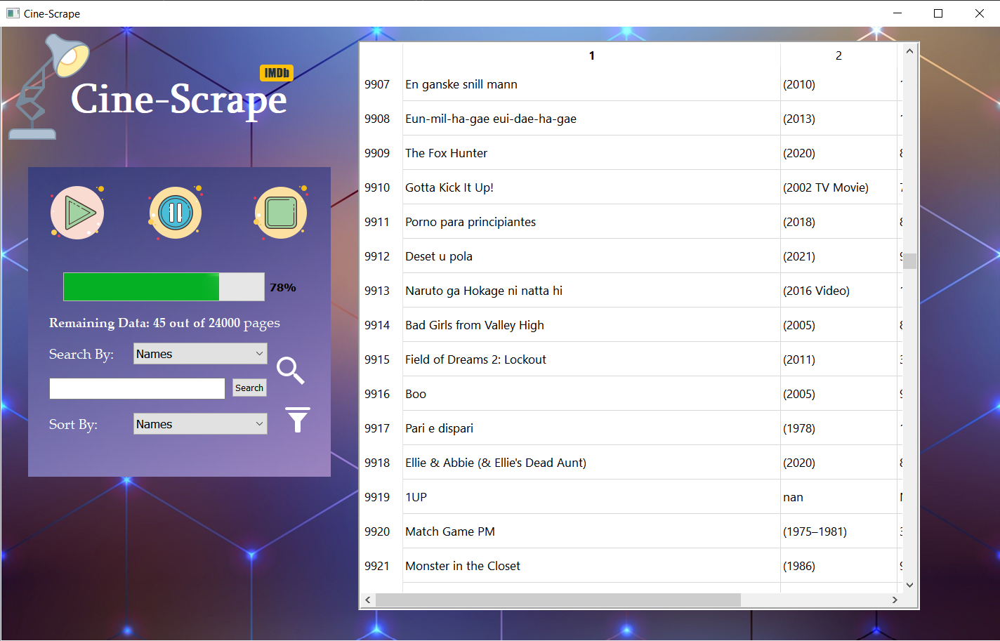 Cine-Scrape
IMDb
Cine-Scrape
78%
Remaining Data: 45 out of 24000 pages
Search By: Names
Search
Sort By: Names
1 2
9907 En ganske snill mann (2010)
9908 Eun-mil-ha-gae eui-dae-ha-gae (2013)
9909 The Fox Hunter (2020)
9910 Gotta Kick It Up! (2002 TV Movie)
9911 Porno para principiantes (2018)
9912 Deset u pola (2021)
9913 Naruto ga Hokage ni natta hi (2016 Video)
9914 Bad Girls from Valley High (2005)
9915 Field of Dreams 2: Lockout (2011)
9916 Boo (2005)
9917 Pari e dispari (1978)
9918 Ellie & Abbie (& Ellie's Dead Aunt) (2020)
9919 1UP nan
9920 Match Game PM (1975–1981)
9921 Monster in the Closet (1986)